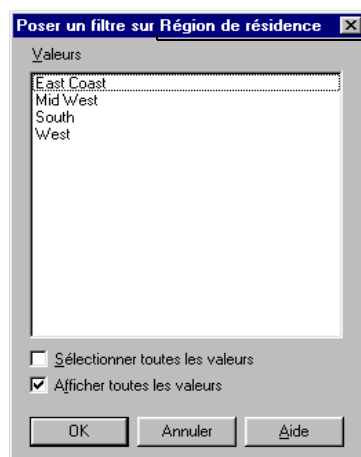 Poser un filtre sur Région de résidence
Valeurs
East Coast
Mid West
South
West
Sélectionner toutes les valeurs
Afficher toutes les valeurs
OK Annuler Aide